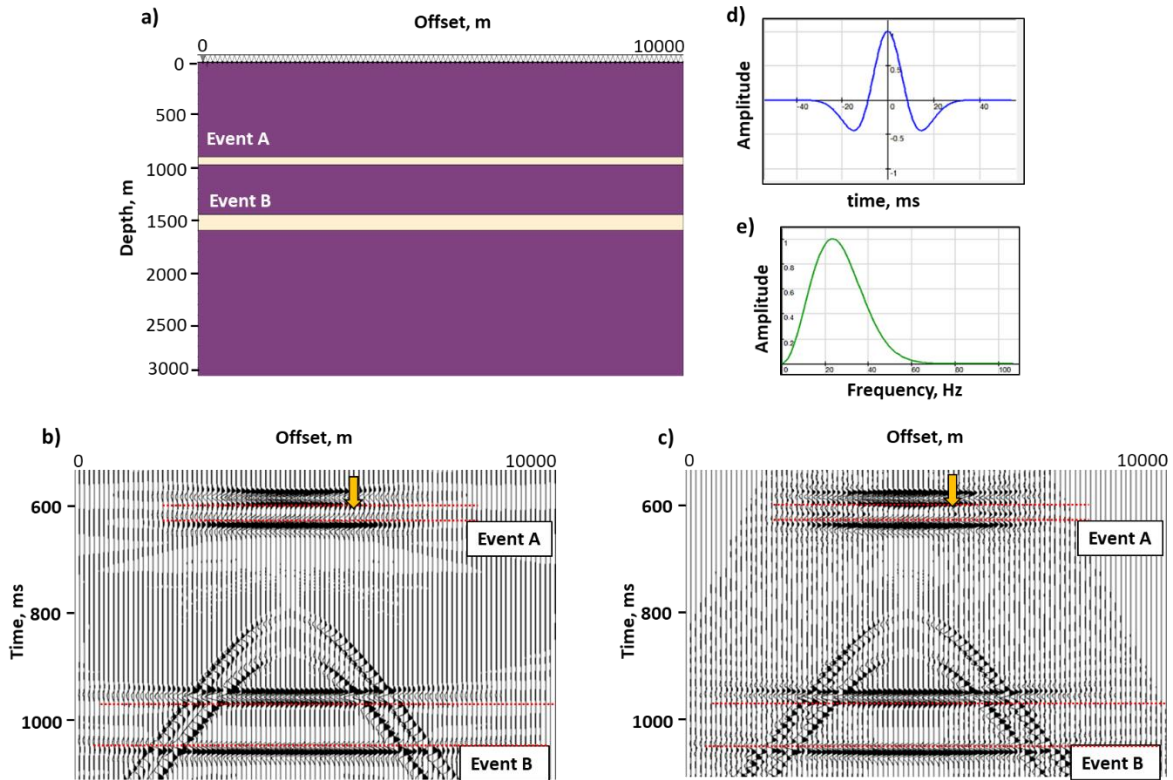 a)
Offset, m
0 10000
0
500
1000
1500
2000
2500
3000
Depth, m
Event A
Event B
d)
Amplitude
0.5
-40 -20 0 20 40
-0.5
-1
time, ms
e)
Amplitude
1
0.8
0.6
0.4
0.2
0 20 40 60 80 100
Frequency, Hz
b)
Offset, m
0 10000
600
800
1000
Time, ms
Event A
Event B
c)
Offset, m
0 10000
600
800
1000
Time, ms
Event A
Event B